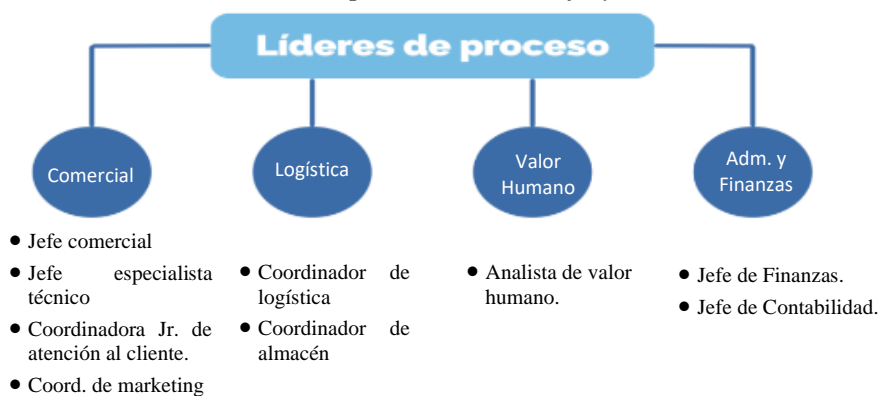 Líderes de proceso
Comercial
Logística
Valor
Humano
Adm. y
Finanzas
• Jefe comercial
• Jefe especialista
técnico
• Coordinadora Jr. de
atención al cliente.
• Coord. de marketing
• Coordinador de
logística
• Coordinador de
almacén
• Analista de valor
humano.
• Jefe de Finanzas.
• Jefe de Contabilidad.